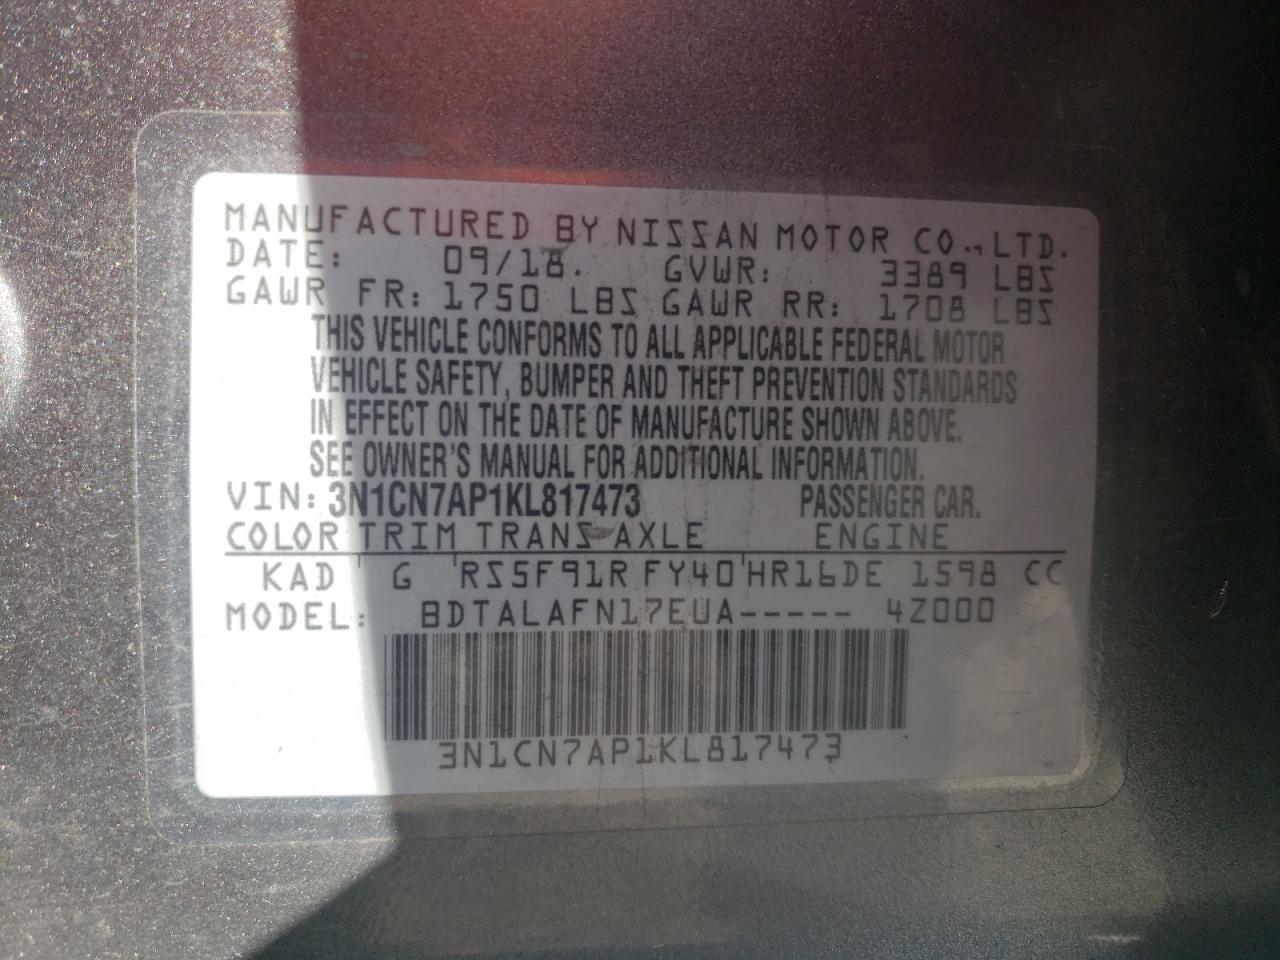 MANUFACTURED BY NISSAN MOTOR CO., LTD.
DATE: 09/18. GVWR: 3389 LBS
GAWR FR: 1750 LBS GAWR RR: 1708 LBS
THIS VEHICLE CONFORMS TO ALL APPLICABLE FEDERAL MOTOR
VEHICLE SAFETY, BUMPER AND THEFT PREVENTION STANDARDS
IN EFFECT ON THE DATE OF MANUFACTURE SHOWN ABOVE.
SEE OWNER'S MANUAL FOR ADDITIONAL INFORMATION.
VIN: 3N1CN7AP1KL817473 PASSENGER CAR.
COLOR TRIM TRANS AXLE ENGINE
KAD G RS5F91R FY40 HR16DE 1598 CC
MODEL: BDTALAFN17EUA----- 4Z000
3N1CN7AP1KL817473